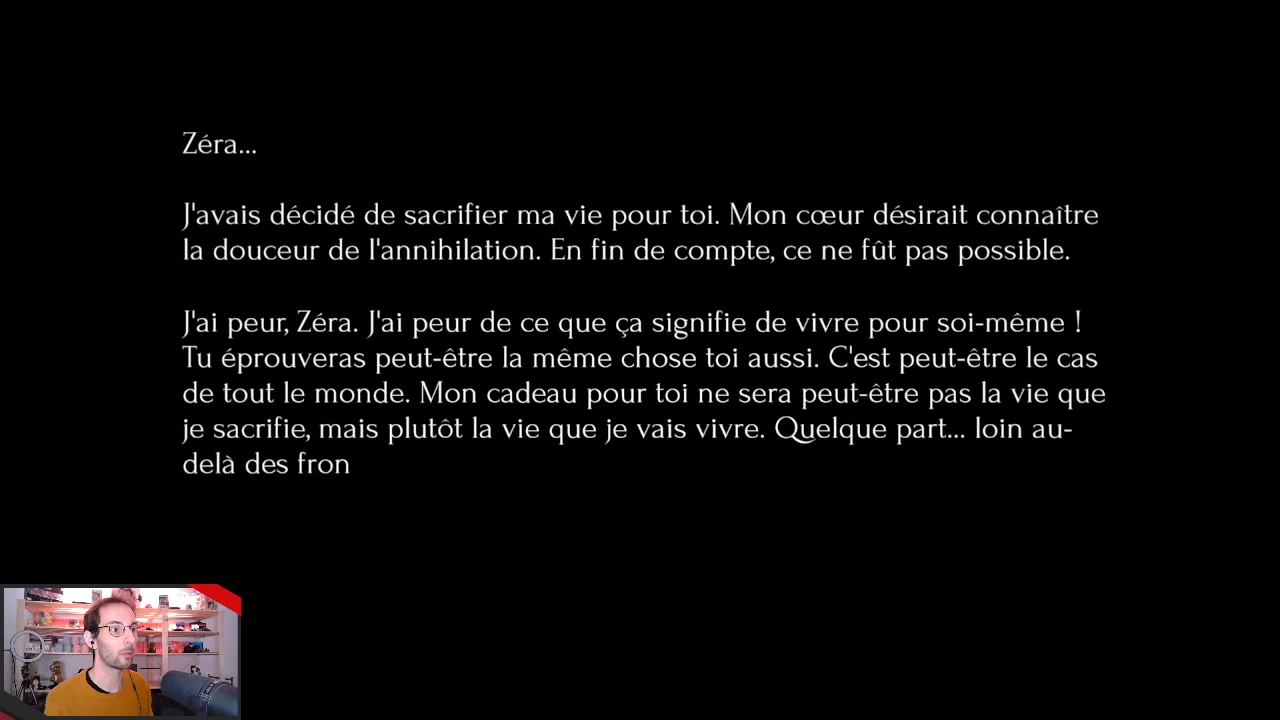 Zéra...
J'avais décidé de sacrifier ma vie pour toi. Mon cœur désirait connaître
la douceur de l'annihilation. En fin de compte, ce ne fût pas possible.
J'ai peur, Zéra. J'ai peur de ce que ça signifie de vivre pour soi-même !
Tu éprouveras peut-être la même chose toi aussi. C'est peut-être le cas
de tout le monde. Mon cadeau pour toi ne sera peut-être pas la vie que
je sacrifie, mais plutôt la vie que je vais vivre. Quelque part... loin au-
delà des fron